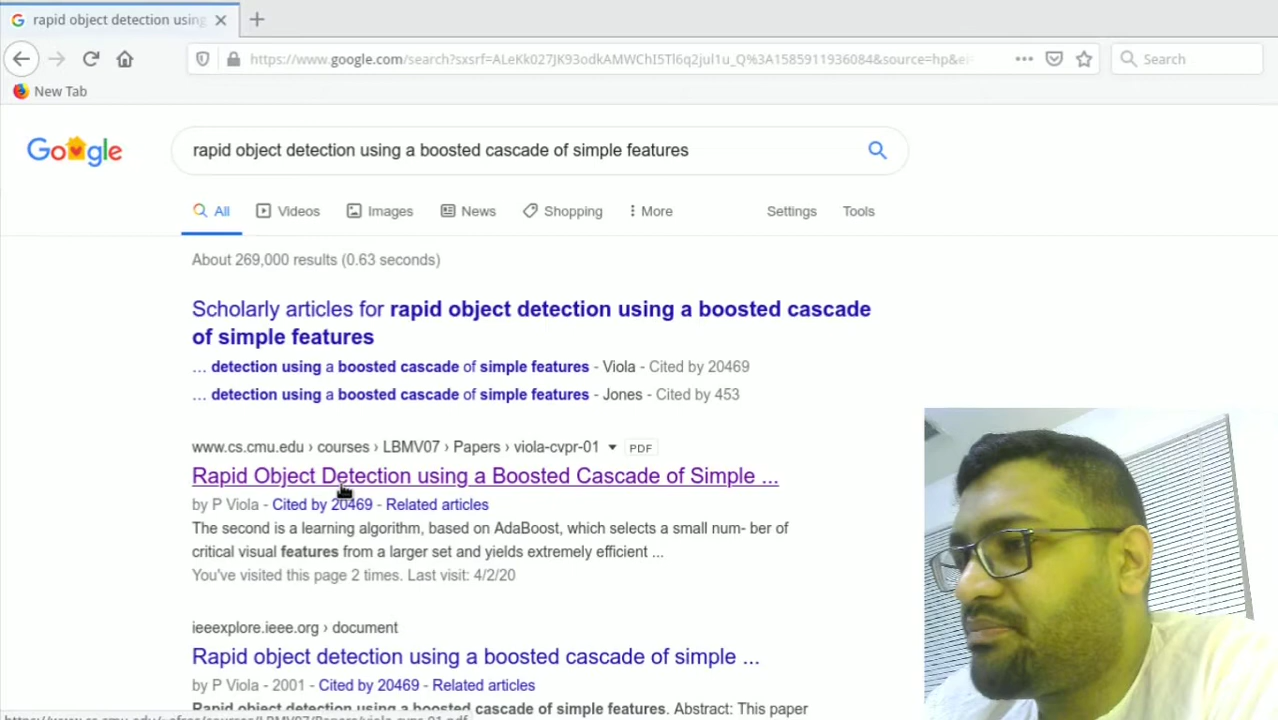 rapid object detection using
https://www.google.com/search?sxsrf=ALeKk027JK93odkAMWChI5Tl6q2jul1u_Q%3A1585911936084&source=hp&ei
Search
New Tab
Google
rapid object detection using a boosted cascade of simple features
All Videos Images News Shopping More Settings Tools
About 269,000 results (0.63 seconds)
Scholarly articles for rapid object detection using a boosted cascade
of simple features
... detection using a boosted cascade of simple features - Viola - Cited by 20469
... detection using a boosted cascade of simple features - Jones - Cited by 453
www.cs.cmu.edu › courses › LBMV07 › Papers › viola-cvpr-01 PDF
Rapid Object Detection using a Boosted Cascade of Simple ...
by P Viola - Cited by 20469 - Related articles
The second is a learning algorithm, based on AdaBoost, which selects a small num- ber of
critical visual features from a larger set and yields extremely efficient ...
You've visited this page 2 times. Last visit: 4/2/20
ieeexplore.ieee.org › document
Rapid object detection using a boosted cascade of simple ...
by P Viola - 2001 - Cited by 20469 - Related articles
boosted cascade of simple features. Abstract: This paper